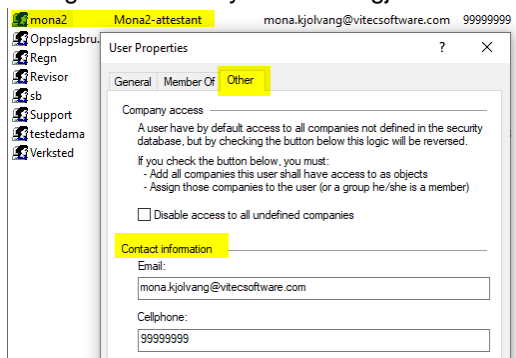 mona2 Mona2-attestant mona.kjolvang@vitecsoftware.com 99999999
Oppslagsbru.
Regn
Revisor
sb
Support
testedama
Verksted
User Properties ? X
General Member Of Other
Company access
A user have by default access to all companies not defined in the security
database, but by checking the button below this logic will be reversed.
If you check the button below, you must:
- Add all companies this user shall have access to as objects
- Assign those companies to the user (or a group he/she is a member)
Disable access to all undefined companies
Contact information
Email:
mona.kjolvang@vitecsoftware.com
Cellphone:
99999999